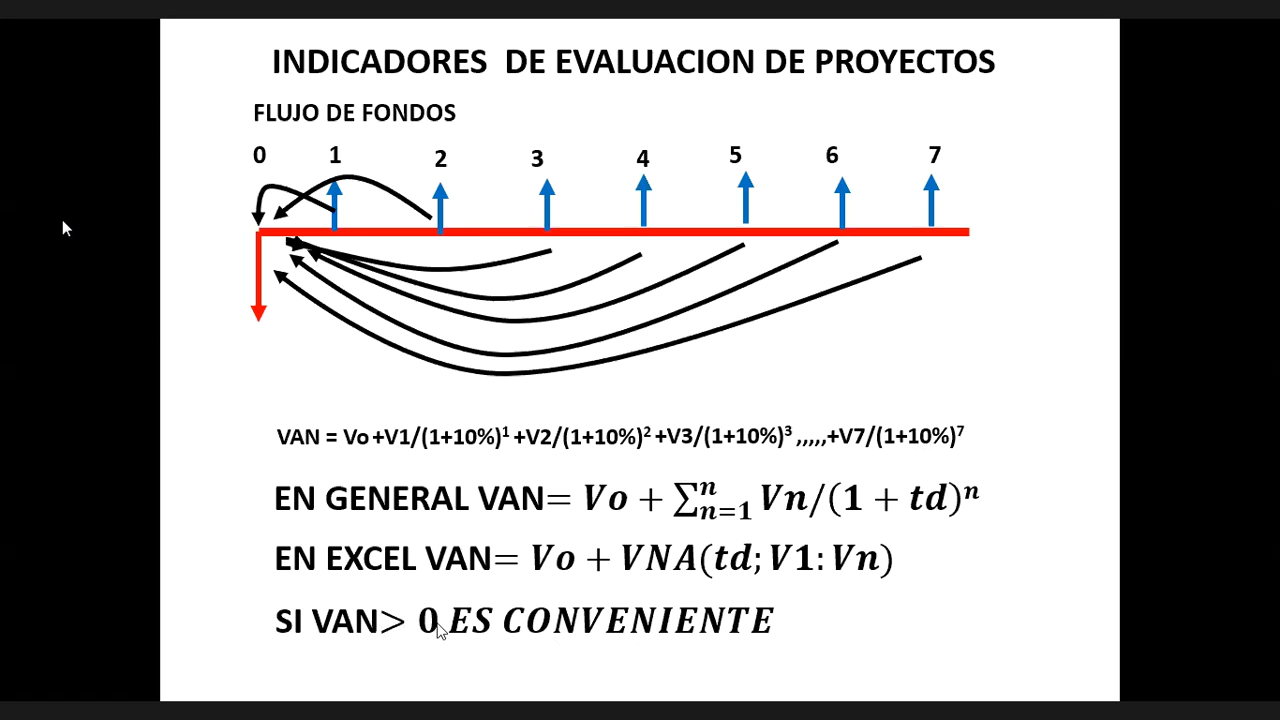 INDICADORES DE EVALUACION DE PROYECTOS
FLUJO DE FONDOS
0 1 2 3 4 5 6 7
VAN = Vo +V1/(1+10%)¹ +V2/(1+10%)² +V3/(1+10%)³ ,,,,,+V7/(1+10%)⁷
EN GENERAL VAN= Vo + ∑ⁿₙ₌₁ Vn/(1 + td)ⁿ
EN EXCEL VAN= Vo + VNA(td; V1: Vn)
SI VAN> 0 ES CONVENIENTE